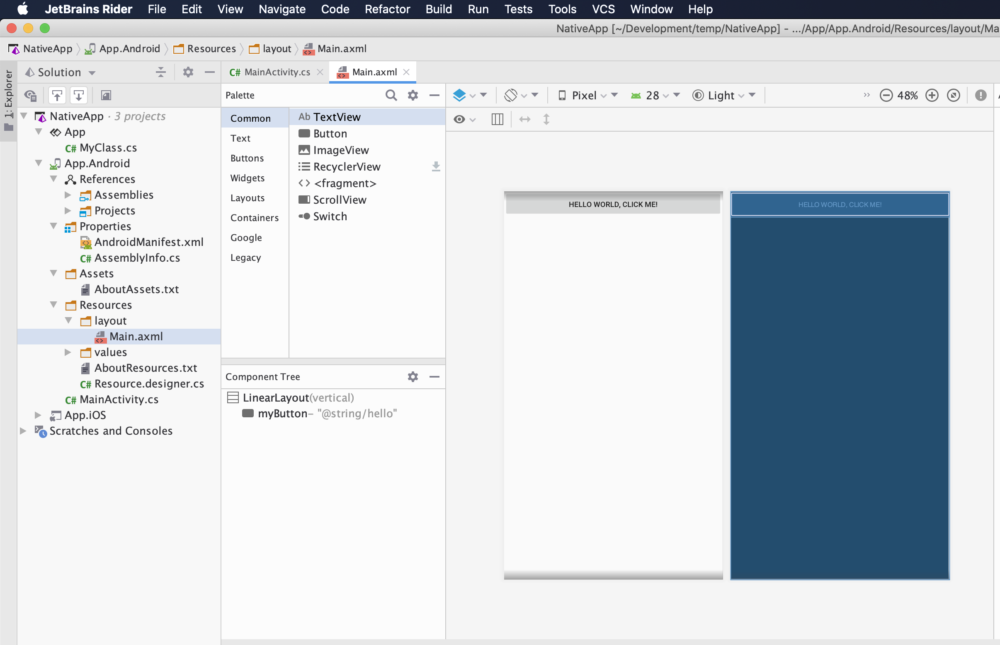 JetBrains Rider File Edit View Navigate Code Refactor Build Run Tests Tools VCS Window Help
NativeApp [~/Development/temp/NativeApp] - .../App/App.Android/Resources/layout/Ma
NativeApp App.Android Resources layout Main.axml
1: Explorer
Solution
NativeApp · 3 projects
App
C# MyClass.cs
App.Android
References
Assemblies
Projects
Properties
AndroidManifest.xml
C# AssemblyInfo.cs
Assets
AboutAssets.txt
Resources
layout
Main.axml
values
AboutResources.txt
C# Resource.designer.cs
C# MainActivity.cs
App.iOS
Scratches and Consoles
C# MainActivity.cs
Main.axml
Palette
Common
Text
Buttons
Widgets
Layouts
Containers
Google
Legacy
Ab TextView
Button
ImageView
RecyclerView
<fragment>
ScrollView
Switch
Component Tree
LinearLayout(vertical)
myButton– "@string/hello"
Pixel 28 Light 48%
HELLO WORLD, CLICK ME!
HELLO WORLD, CLICK ME!